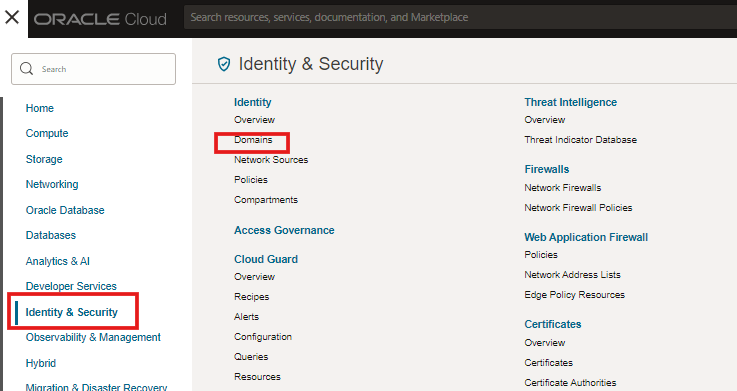 ORACLE Cloud
Search resources, services, documentation, and Marketplace
Search
Home
Compute
Storage
Networking
Oracle Database
Databases
Analytics & AI
Developer Services
Identity & Security
Observability & Management
Hybrid
Migration & Disaster Recovery
Identity & Security
Identity
Overview
Domains
Network Sources
Policies
Compartments
Access Governance
Cloud Guard
Overview
Recipes
Alerts
Configuration
Queries
Resources
Threat Intelligence
Overview
Threat Indicator Database
Firewalls
Network Firewalls
Network Firewall Policies
Web Application Firewall
Policies
Network Address Lists
Edge Policy Resources
Certificates
Overview
Certificates
Certificate Authorities